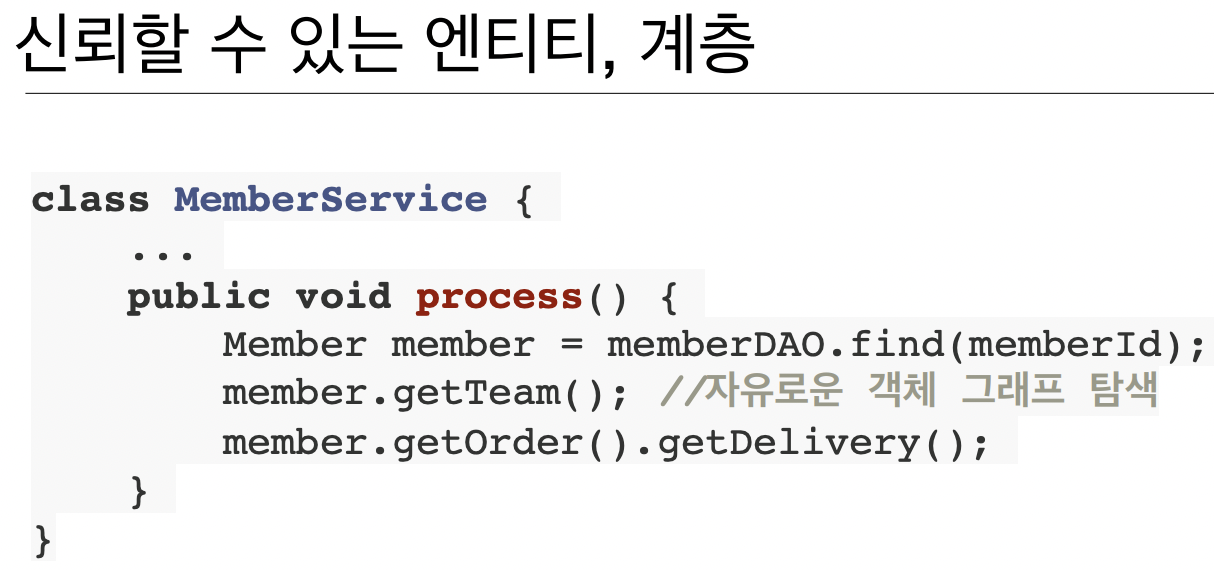 신뢰할 수 있는 엔티티, 계층
class MemberService {
...
public void process() {
Member member = memberDAO.find(memberId);
member.getTeam(); //자유로운 객체 그래프 탐색
member.getOrder().getDelivery();
}
}